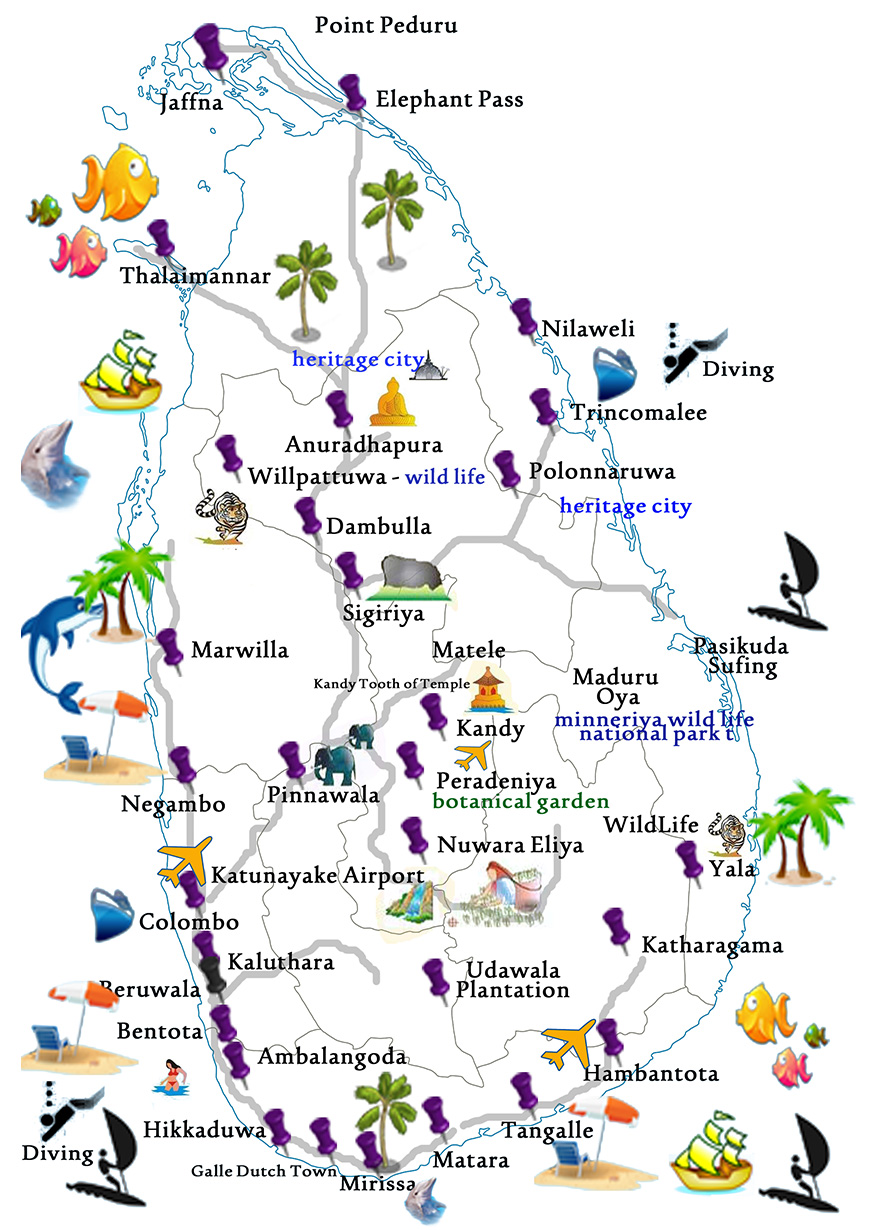 Point Peduru
Jaffna
Elephant Pass
Thalaimannar
Nilaweli
heritage city
Diving
Trincomalee
Anuradhapura
Willpattuwa - wild life
Polonnaruwa
heritage city
Dambulla
Sigiriya
Marwilla
Matele
Pasikuda
Sufing
Kandy Tooth of Temple
Maduru
Oya
minneriya wild life
national park t
Kandy
Negambo
Pinnawala
Peradeniya
botanical garden
WildLife
Nuwara Eliya
Yala
Katunayake Airport
Colombo
Katharagama
Kaluthara
Udawala
Plantation
Beruwala
Bentota
Ambalangoda
Hambantota
Hikkaduwa
Tangalle
Diving
Galle Dutch Town
Matara
Mirissa